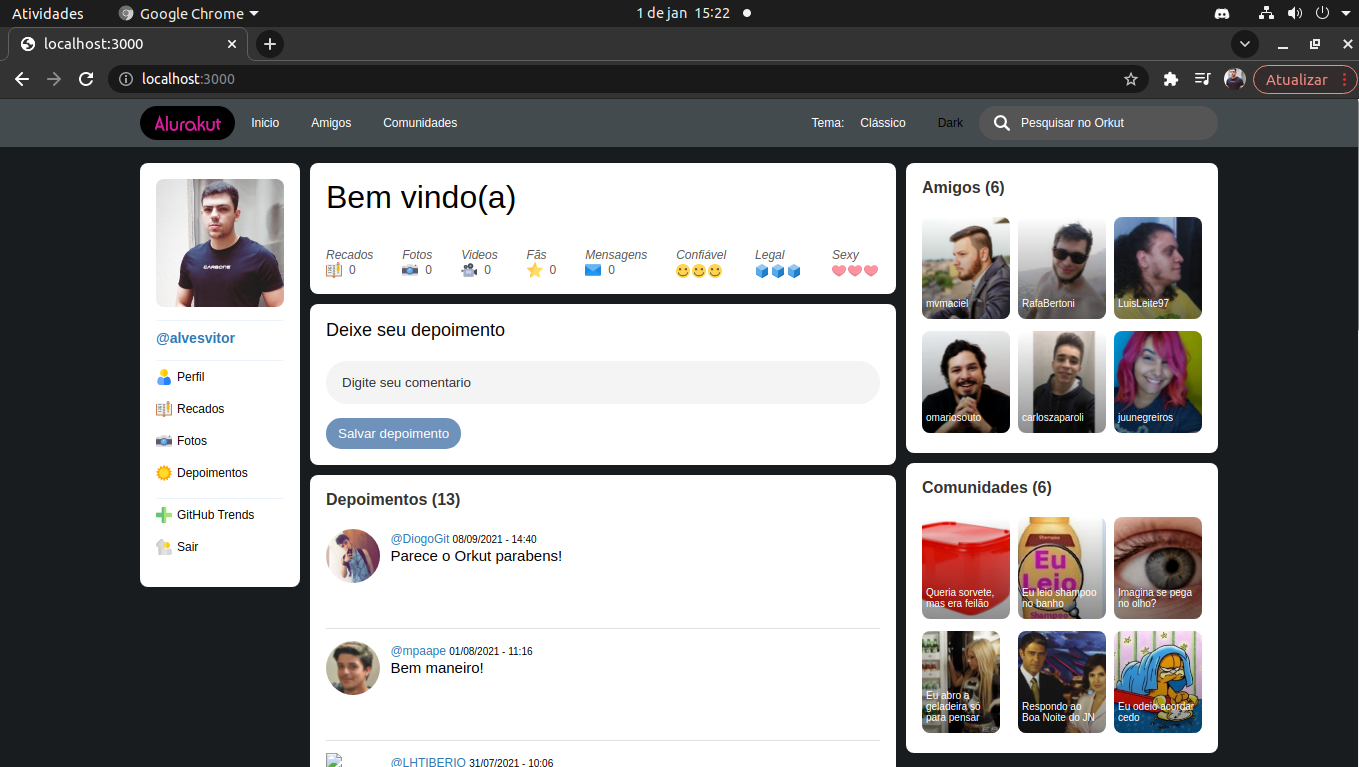 Atividades
Google Chrome
1 de jan 15:22
localhost:3000
localhost:3000
Atualizar
Alurakut
Inicio
Amigos
Comunidades
Tema:
Clássico
Dark
Pesquisar no Orkut
CARBONE
@alvesvitor
Perfil
Recados
Fotos
Depoimentos
GitHub Trends
Sair
Bem vindo(a)
Recados
Fotos
Videos
Fãs
Mensagens
Confiável
Legal
Sexy
0
0
0
0
0
Deixe seu depoimento
Digite seu comentario
Salvar depoimento
Depoimentos (13)
@DiogoGit 08/09/2021 - 14:40
Parece o Orkut parabens!
@mpaape 01/08/2021 - 11:16
Bem maneiro!
@LHTIBERIO 31/07/2021 - 10:06
Amigos (6)
mvmaciel
RafaBertoni
LuisLeite97
omariosouto
carloszaparoli
juunegreiros
Comunidades (6)
Queria sorvete,
mas era feilão
Shampoo
Eu
Leio
Shampoo
Eu leio shampoo
no banho
Imagina se pega
no olho?
Eu abro a
geladeira só
para pensar
Respondo ao
Boa Noite do JN
Eu odeio acordar
cedo